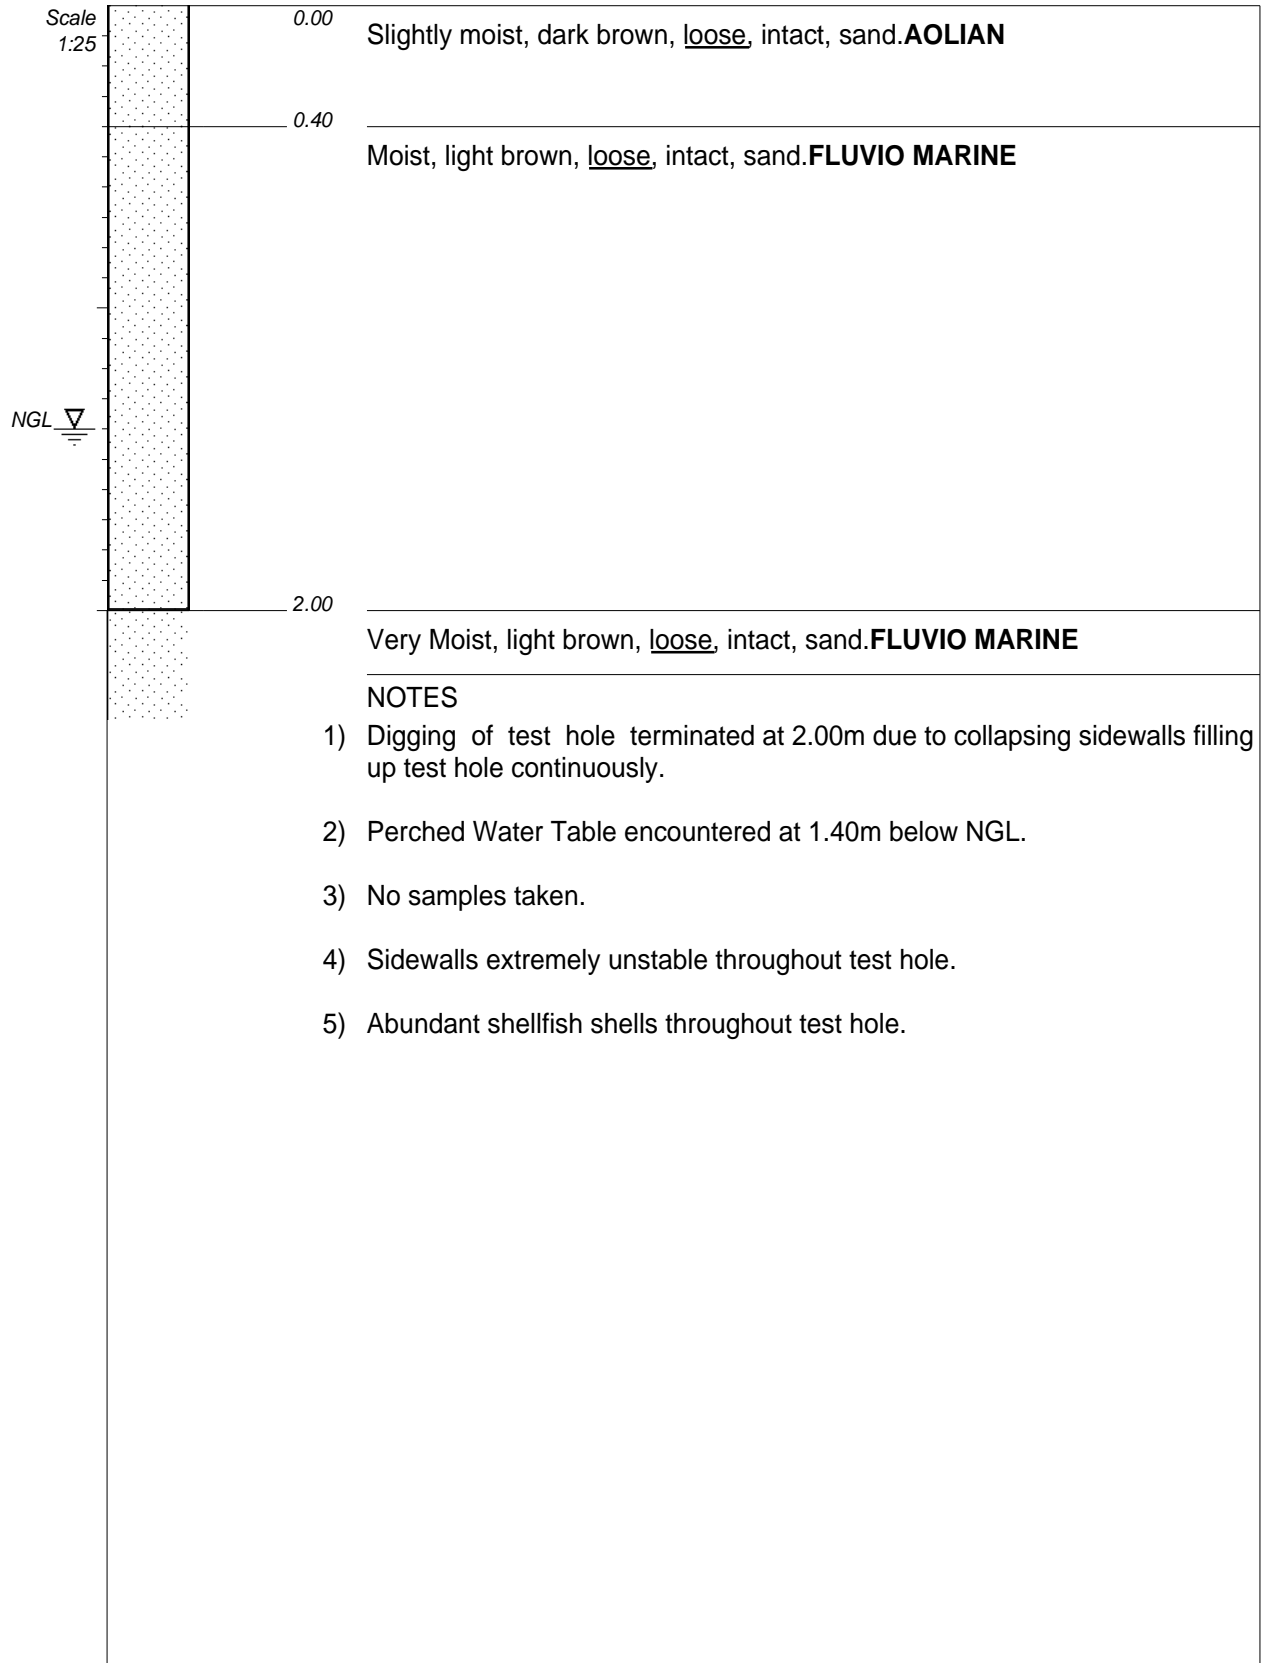 Scale
1:25
0.00
Slightly moist, dark brown, loose, intact, sand.AOLIAN
0.40
Moist, light brown, loose, intact, sand.FLUVIO MARINE
NGL
2.00
Very Moist, light brown, loose, intact, sand.FLUVIO MARINE
NOTES
1) Digging of test hole terminated at 2.00m due to collapsing sidewalls filling
up test hole continuously.
2) Perched Water Table encountered at 1.40m below NGL.
3) No samples taken.
4) Sidewalls extremely unstable throughout test hole.
5) Abundant shellfish shells throughout test hole.